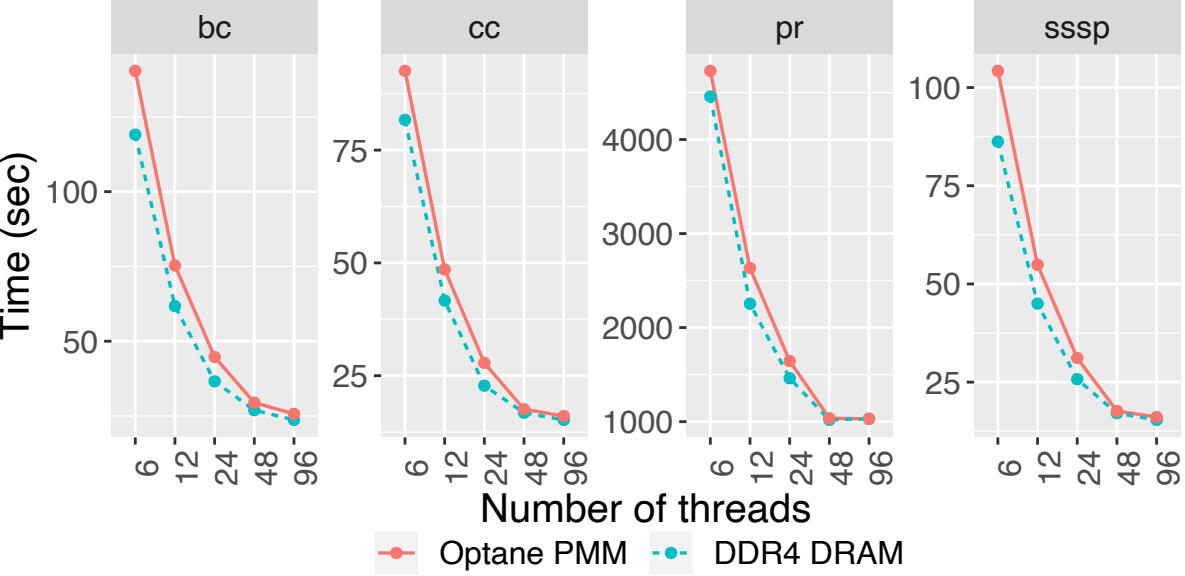 bc cc pr sssp
Time (sec)
100
50
75
50
25
4000
3000
2000
1000
100
75
50
25
6 12 24 48 96
6 12 24 48 96
6 12 24 48 96
6 12 24 48 96
Number of threads
Optane PMM DDR4 DRAM